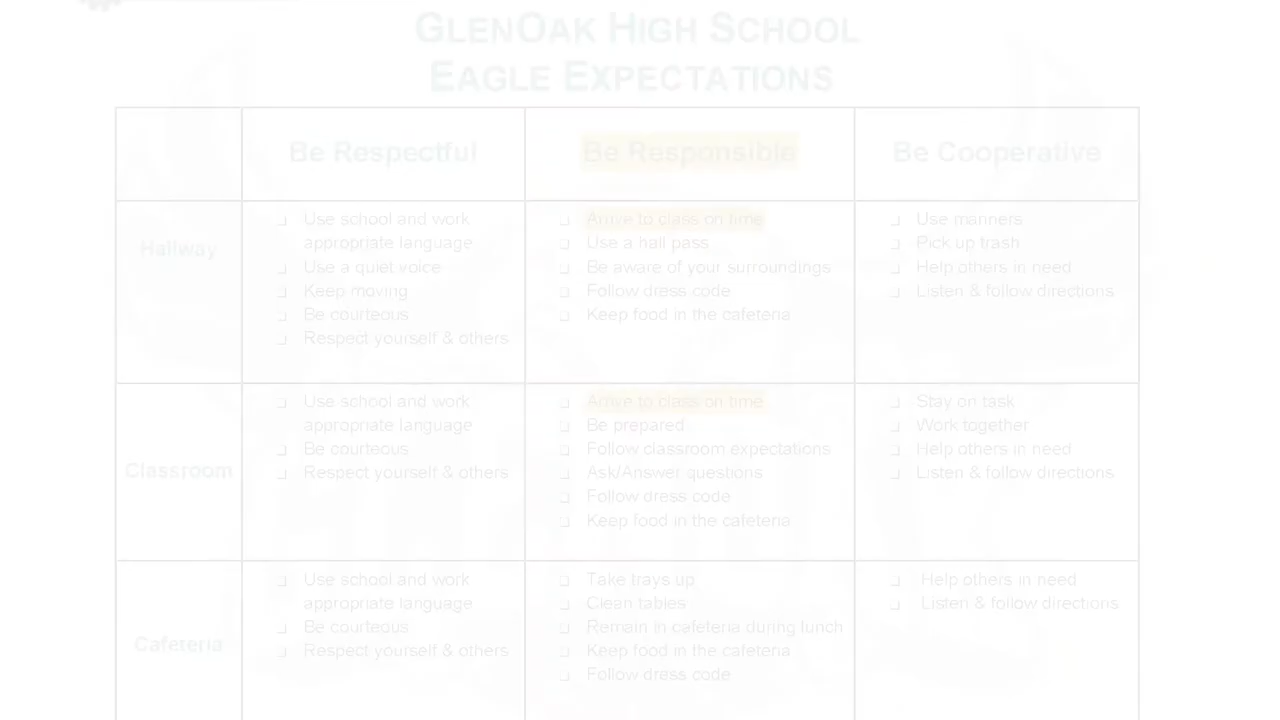 GLENOAK HIGH SCHOOL
EAGLE EXPECTATIONS
Be Respectful
Be Responsible
Be Cooperative
Hallway
❏ Use school and work
appropriate language
❏ Use a quiet voice
❏ Keep moving
❏ Be courteous
❏ Respect yourself & others
❏ Arrive to class on time
❏ Use a hall pass
❏ Be aware of your surroundings
❏ Follow dress code
❏ Keep food in the cafeteria
❏ Use manners
❏ Pick up trash
❏ Help others in need
❏ Listen & follow directions
Classroom
❏ Use school and work
appropriate language
❏ Be courteous
❏ Respect yourself & others
❏ Arrive to class on time
❏ Be prepared
❏ Follow classroom expectations
❏ Ask/Answer questions
❏ Follow dress code
❏ Keep food in the cafeteria
❏ Stay on task
❏ Work together
❏ Help others in need
❏ Listen & follow directions
Cafeteria
❏ Use school and work
appropriate language
❏ Be courteous
❏ Respect yourself & others
❏ Take trays up
❏ Clean tables
❏ Remain in cafeteria during lunch
❏ Keep food in the cafeteria
❏ Follow dress code
❏ Help others in need
❏ Listen & follow directions